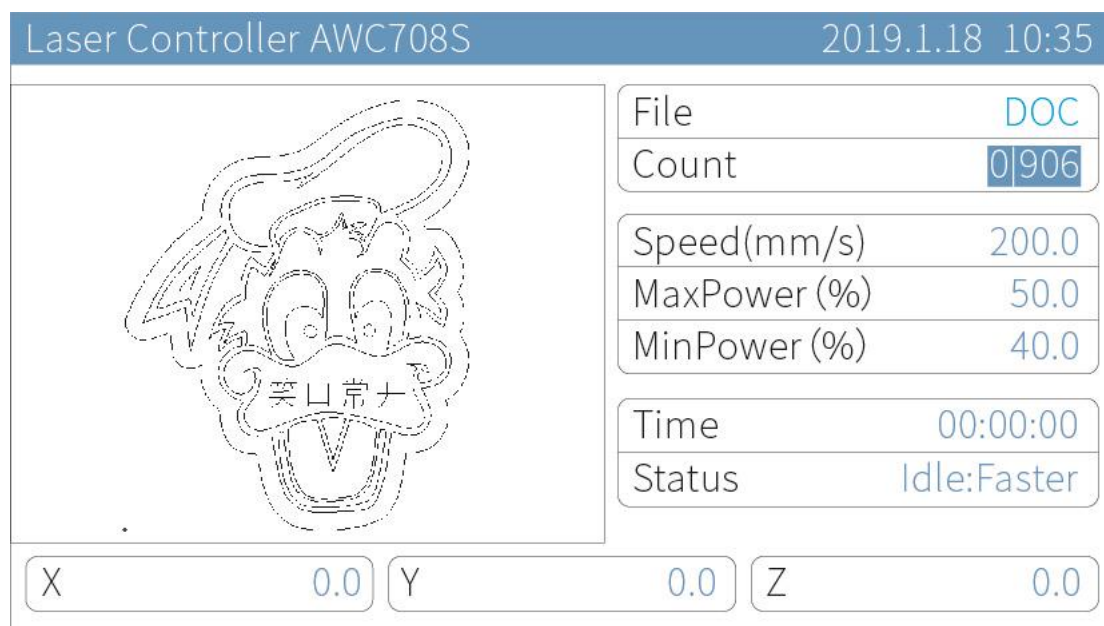 Laser Controller AWC708S 2019.1.18 10:35
File DOC
Count 0|906
Speed(mm/s) 200.0
MaxPower (%) 50.0
MinPower (%) 40.0
笑口常
Time 00:00:00
Status Idle:Faster
X 0.0 Y 0.0 Z 0.0